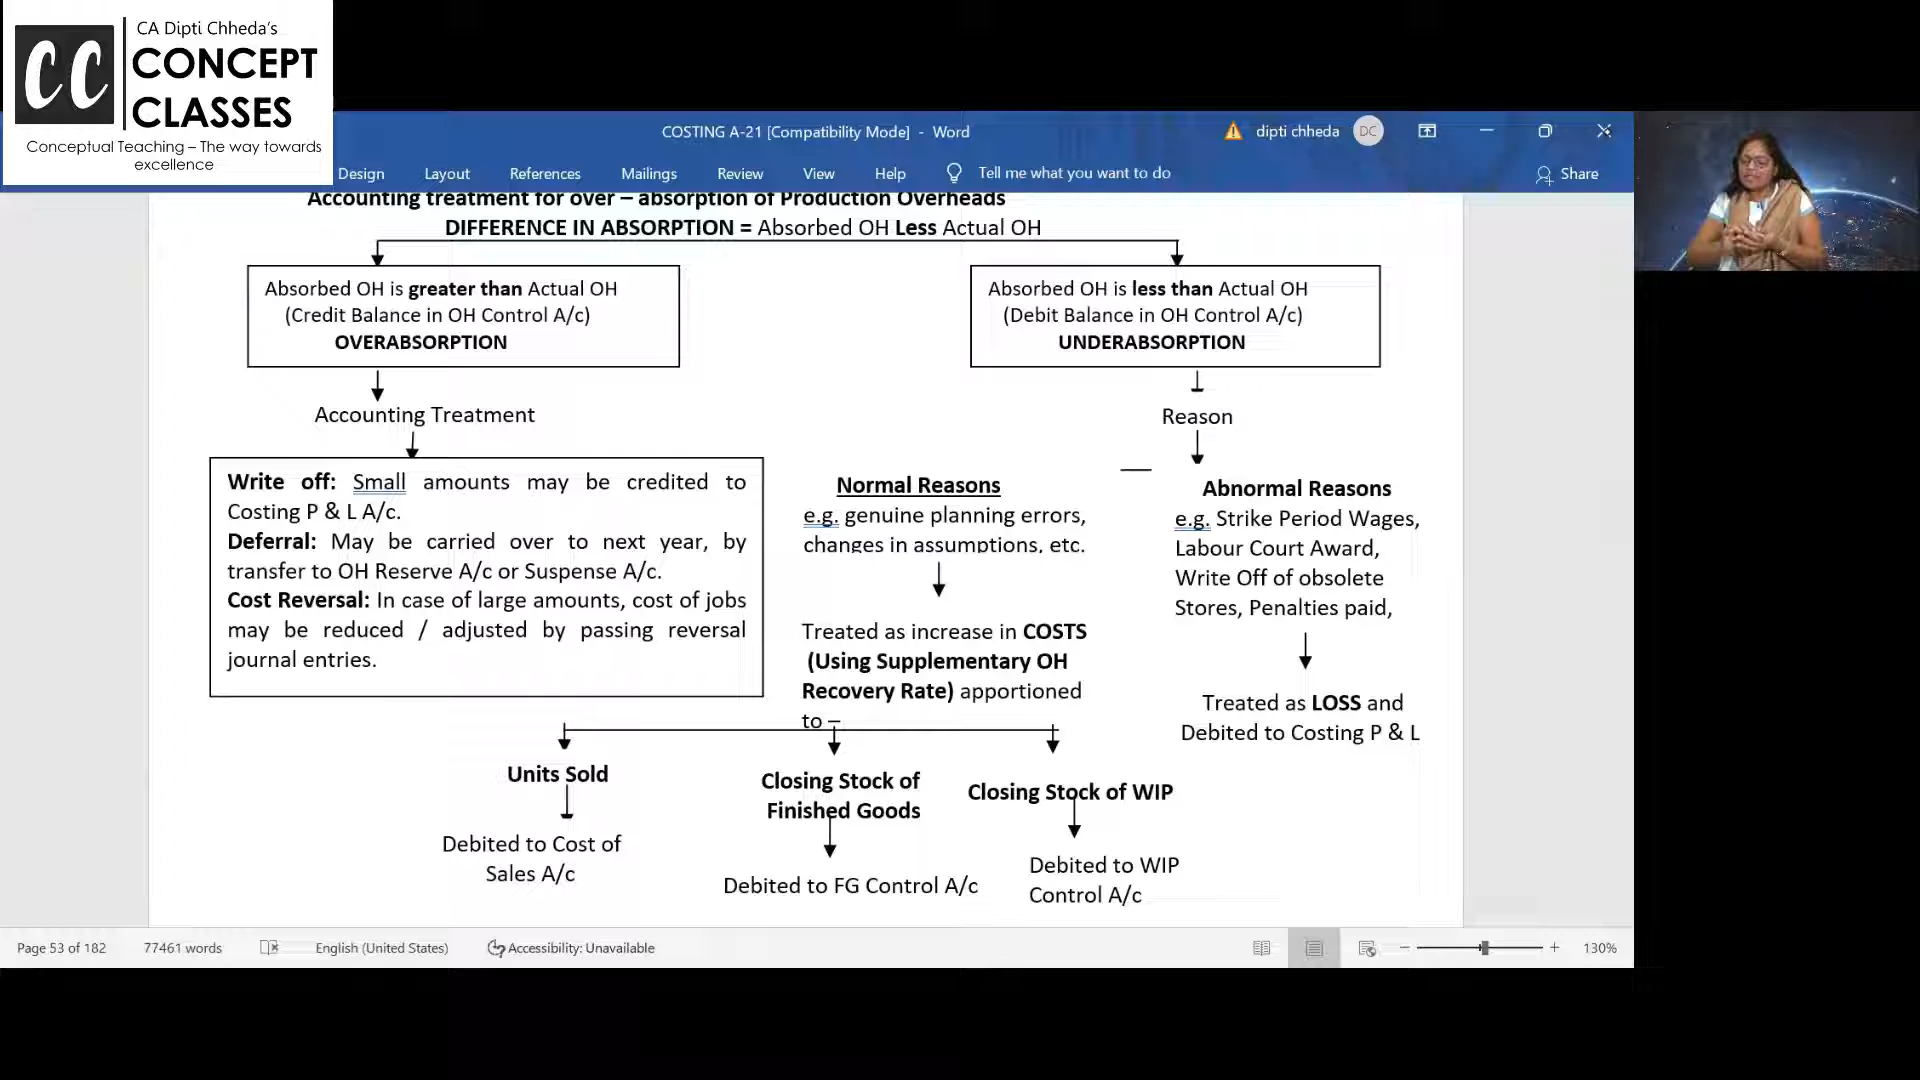 CA Dipti Chheda's
CC
CONCEPT
CLASSES
Conceptual Teaching – The way towards
excellence
COSTING A-21 [Compatibility Mode] - Word
dipti chheda
DC
Design Layout References Mailings Review View Help Tell me what you want to do
Share
Accounting treatment for over – absorption of Production Overheads
DIFFERENCE IN ABSORPTION = Absorbed OH Less Actual OH
Absorbed OH is greater than Actual OH
(Credit Balance in OH Control A/c)
OVERABSORPTION
Absorbed OH is less than Actual OH
(Debit Balance in OH Control A/c)
UNDERABSORPTION
Accounting Treatment
Reason
Write off: Small amounts may be credited to
Costing P & L A/c.
Deferral: May be carried over to next year, by
transfer to OH Reserve A/c or Suspense A/c.
Cost Reversal: In case of large amounts, cost of jobs
may be reduced / adjusted by passing reversal
journal entries.
Normal Reasons
e.g. genuine planning errors,
changes in assumptions, etc.
Treated as increase in COSTS
(Using Supplementary OH
Recovery Rate) apportioned
to –
Abnormal Reasons
e.g. Strike Period Wages,
Labour Court Award,
Write Off of obsolete
Stores, Penalties paid,
Treated as LOSS and
Debited to Costing P & L
Units Sold
Debited to Cost of
Sales A/c
Closing Stock of
Finished Goods
Debited to FG Control A/c
Closing Stock of WIP
Debited to WIP
Control A/c
Page 53 of 182 77461 words English (United States) Accessibility: Unavailable 130%